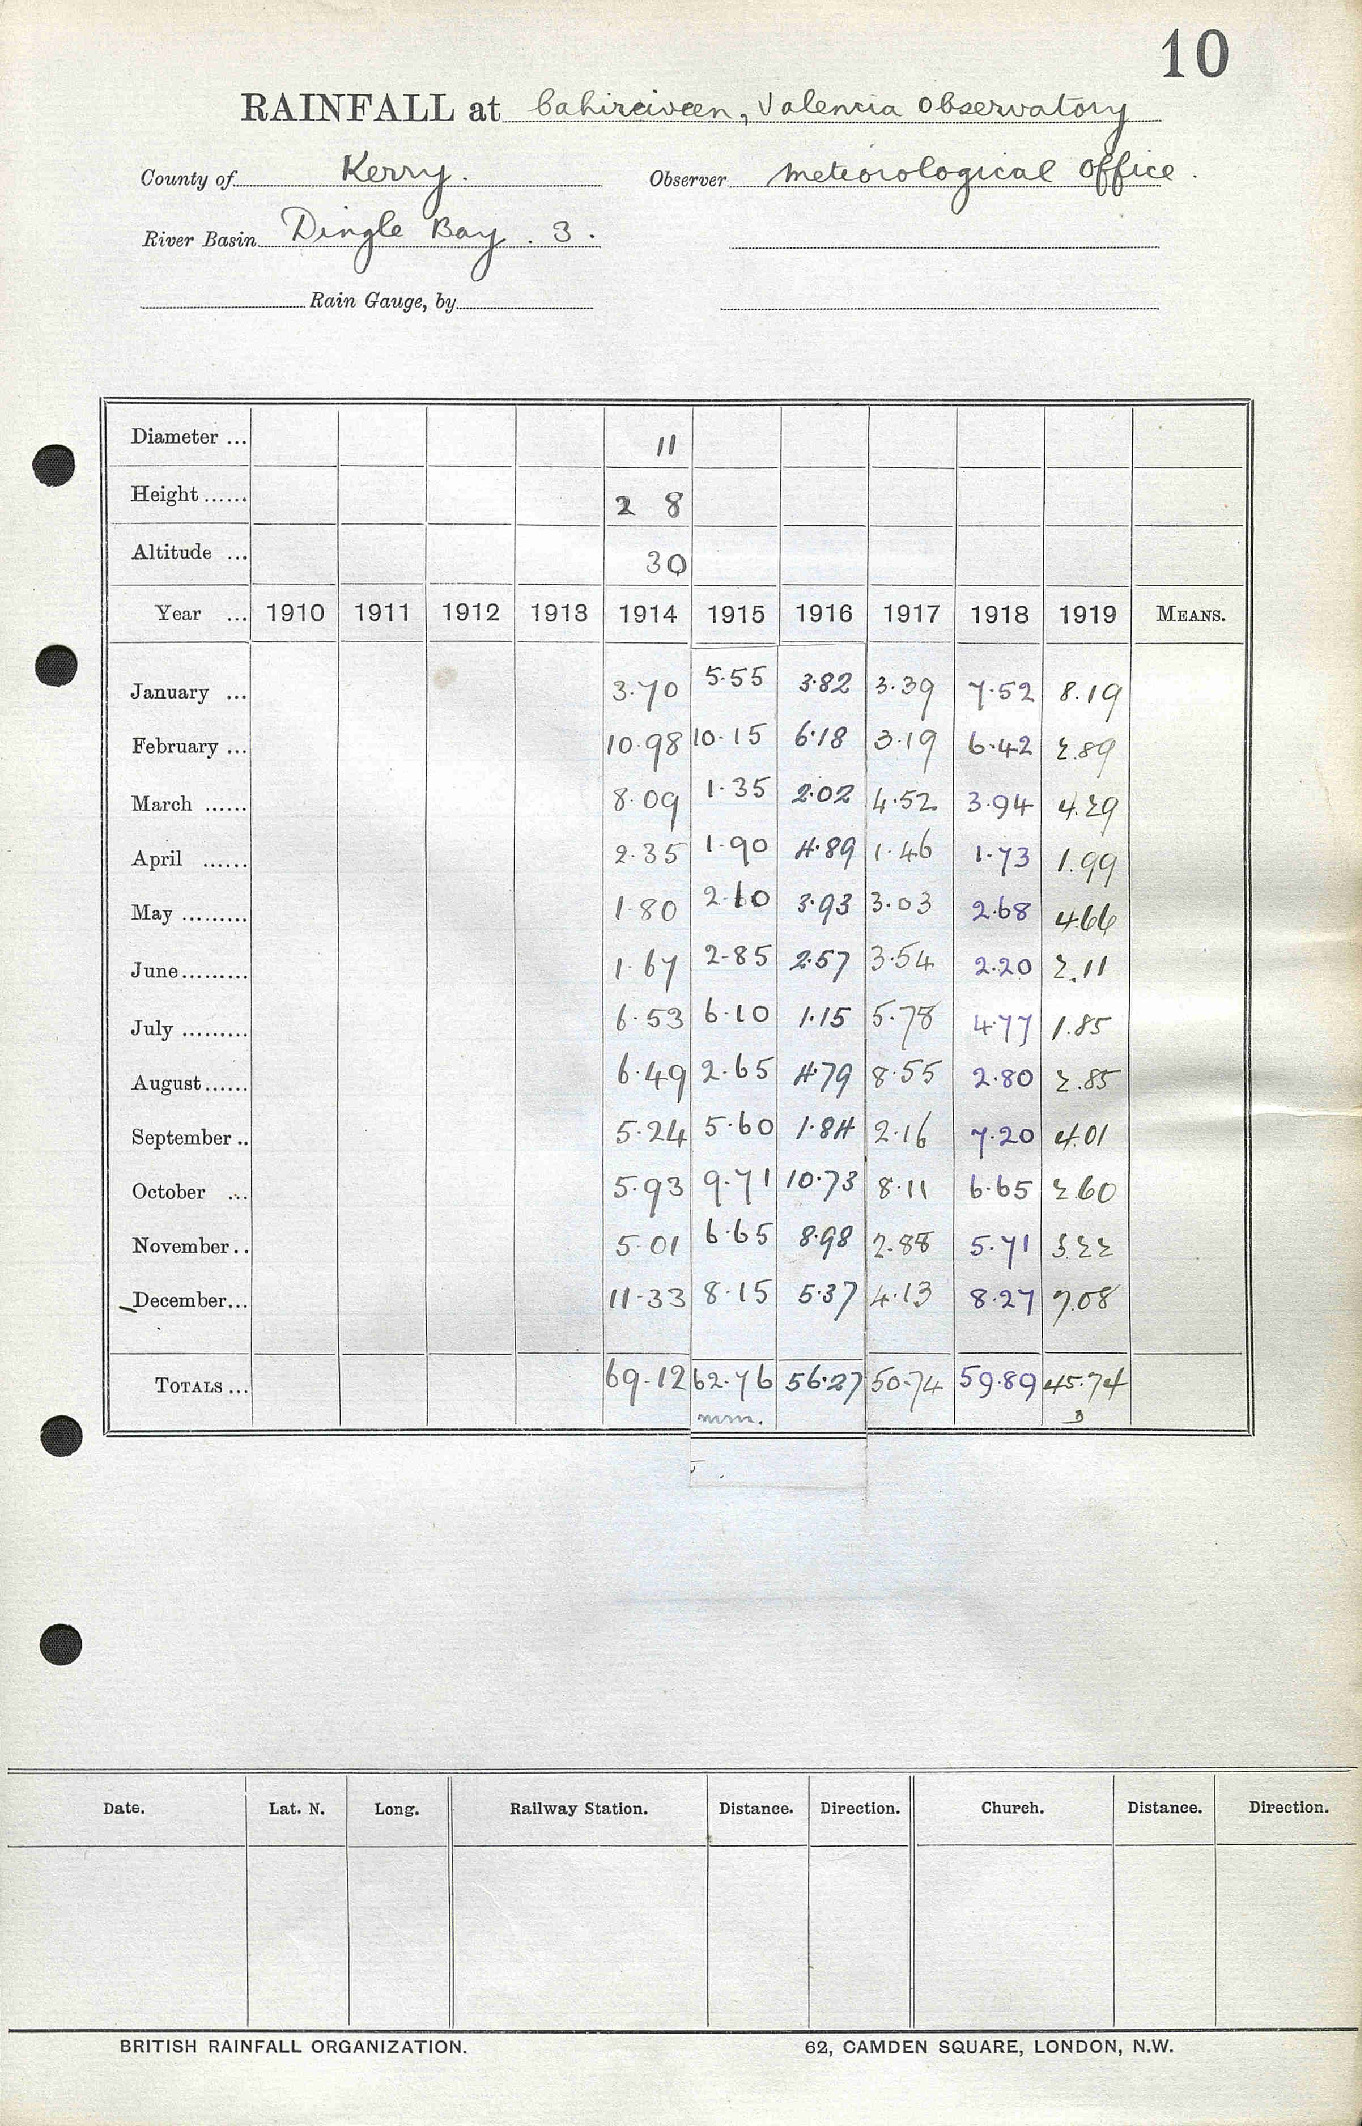 10
RAINFALL at Cahirciveen, Valencia Observatory
County of Kerry. Observer Meteorological Office.
River Basin Dingle Bay. 3.
Rain Gauge, by
Diameter ... 11
Height ...... 2 8
Altitude ... 30
Year ... 1910 1911 1912 1913 1914 1915 1916 1917 1918 1919 MEANS.
January ... 3.70 5.55 3.82 3.39 7.52 8.19
February ... 10.98 10.15 6.18 3.19 6.42 2.89
March ...... 8.09 1.35 2.02 4.52 3.94 4.29
April ...... 2.35 1.90 4.89 1.46 1.73 1.99
May ......... 1.80 2.10 3.93 3.03 2.68 4.66
June ......... 1.67 2.85 2.57 3.54 2.20 2.11
July ......... 6.53 6.10 1.15 5.78 4.77 1.85
August ...... 6.49 2.65 4.79 8.55 2.80 2.85
September .. 5.24 5.60 1.84 2.16 7.20 4.01
October ... 5.93 9.71 10.73 8.11 6.65 2.60
November .. 5.01 6.65 8.98 2.88 5.71 3.22
December ... 11.33 8.15 5.37 4.13 8.27 7.08
TOTALS ... 69.12 62.76 56.27 50.74 59.89 45.74
mm. 3
Date. Lat. N. Long. Railway Station. Distance. Direction. Church. Distance. Direction.
BRITISH RAINFALL ORGANIZATION. 62, CAMDEN SQUARE, LONDON, N.W.